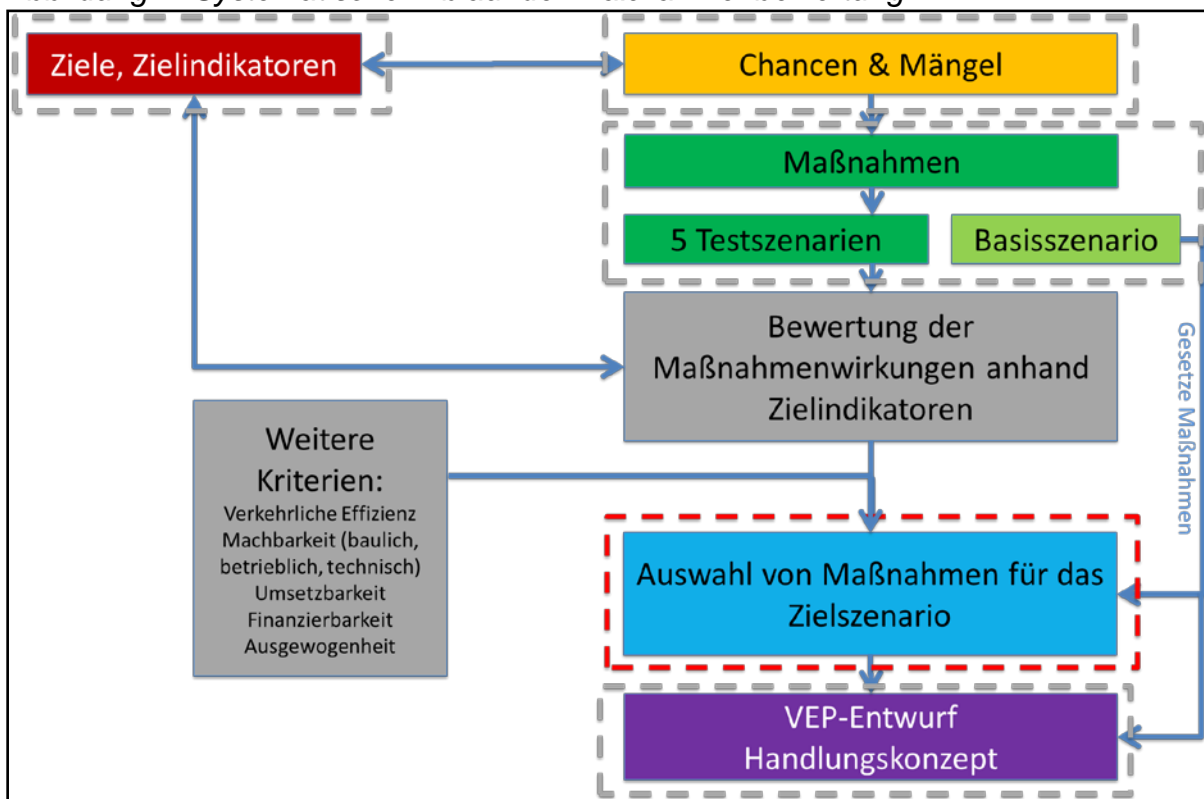 Ziele, Zielindikatoren
Chancen & Mängel
Maßnahmen
5 Testszenarien
Basisszenario
Bewertung der
Maßnahmenwirkungen anhand
Zielindikatoren
Gesetze Maßnahmen
Weitere
Kriterien:
Verkehrliche Effizienz
Machbarkeit (baulich,
betrieblich, technisch)
Umsetzbarkeit
Finanzierbarkeit
Ausgewogenheit
Auswahl von Maßnahmen für das
Zielszenario
VEP-Entwurf
Handlungskonzept